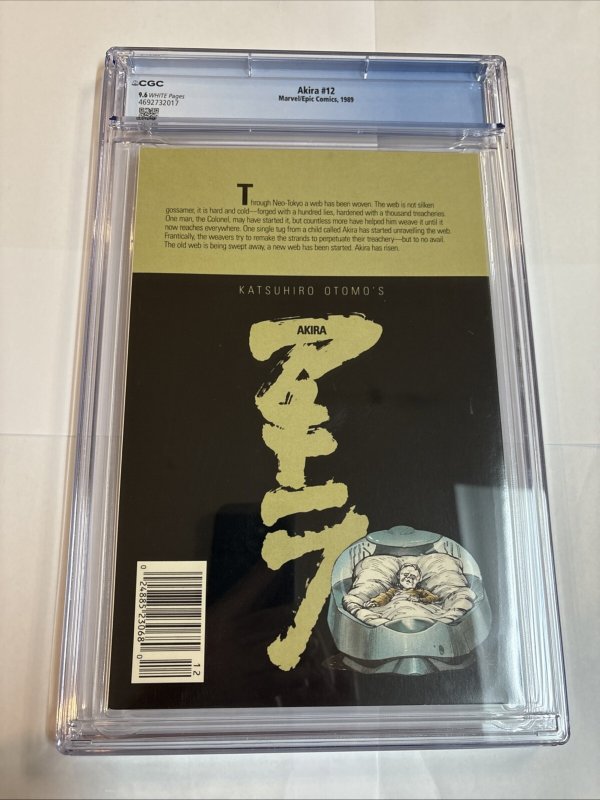 CGC
9.6 WHITE Pages
4692732017
Akira #12
Marvel/Epic Comics, 1989
Through Neo-Tokyo a web has been woven. The web is not silken
gossamer, it is hard and cold—forged with a hundred lies, hardened with a thousand treacheries.
One man, the Colonel, may have started it, but countless more have helped him weave it until it
now reaches everywhere. One single tug from a child called Akira has started unravelling the web.
Frantically, the weavers try to remake the strands to perpetuate their treachery—but to no avail.
The old web is being swept away, a new web has been started. Akira has risen.
KATSUHIRO OTOMO'S
AKIRA
アキラ
0 24885 23068 0
12